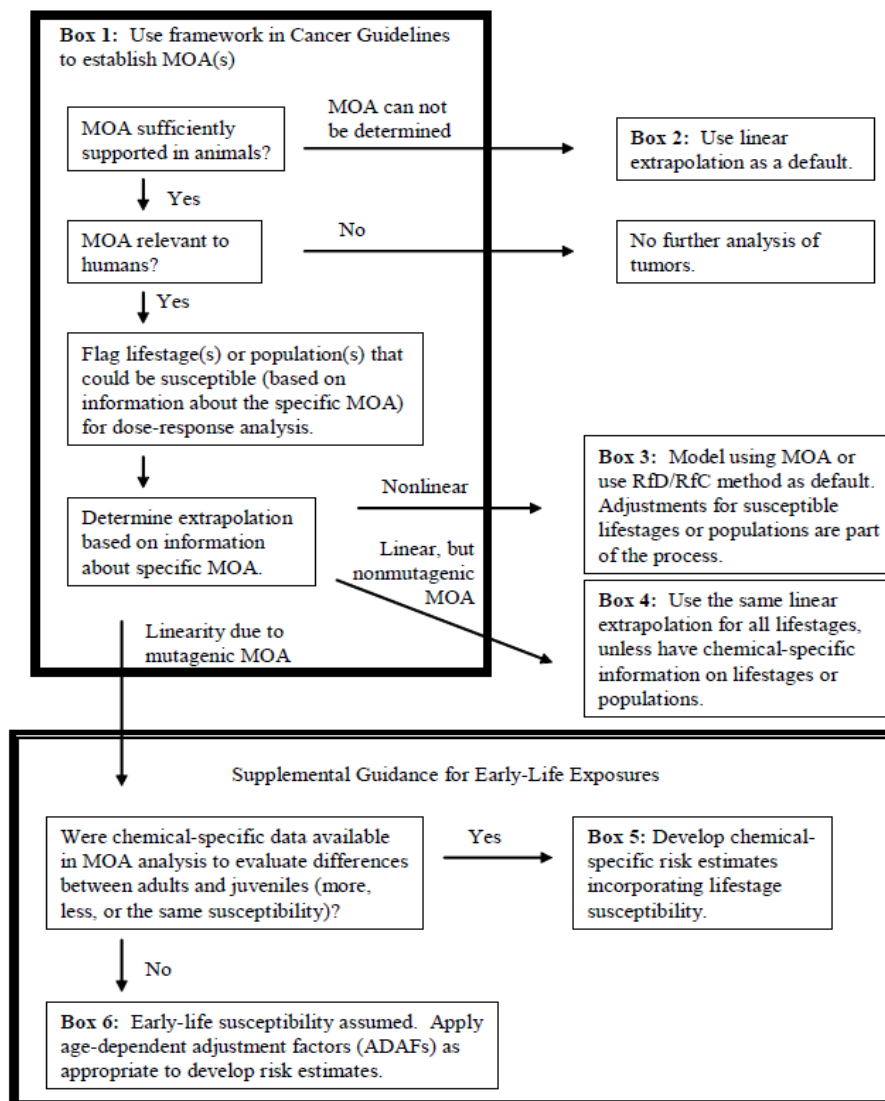 Box 1: Use framework in Cancer Guidelines
to establish MOA(s)
MOA sufficiently
supported in animals?
MOA can not
be determined
Box 2: Use linear
extrapolation as a default.
Yes
MOA relevant to
humans?
No
No further analysis of
tumors.
Yes
Flag lifestage(s) or population(s) that
could be susceptible (based on
information about the specific MOA)
for dose-response analysis.
Determine extrapolation
based on information
about specific MOA.
Nonlinear
Box 3: Model using MOA or
use RfD/RfC method as default.
Adjustments for susceptible
lifestages or populations are part
of the process.
Linear, but
nonmutagenic
MOA
Box 4: Use the same linear
extrapolation for all lifestages,
unless have chemical-specific
information on lifestages or
populations.
Linearity due to
mutagenic MOA
Supplemental Guidance for Early-Life Exposures
Were chemical-specific data available
in MOA analysis to evaluate differences
between adults and juveniles (more,
less, or the same susceptibility)?
Yes
Box 5: Develop chemical-
specific risk estimates
incorporating lifestage
susceptibility.
No
Box 6: Early-life susceptibility assumed. Apply
age-dependent adjustment factors (ADAFs) as
appropriate to develop risk estimates.